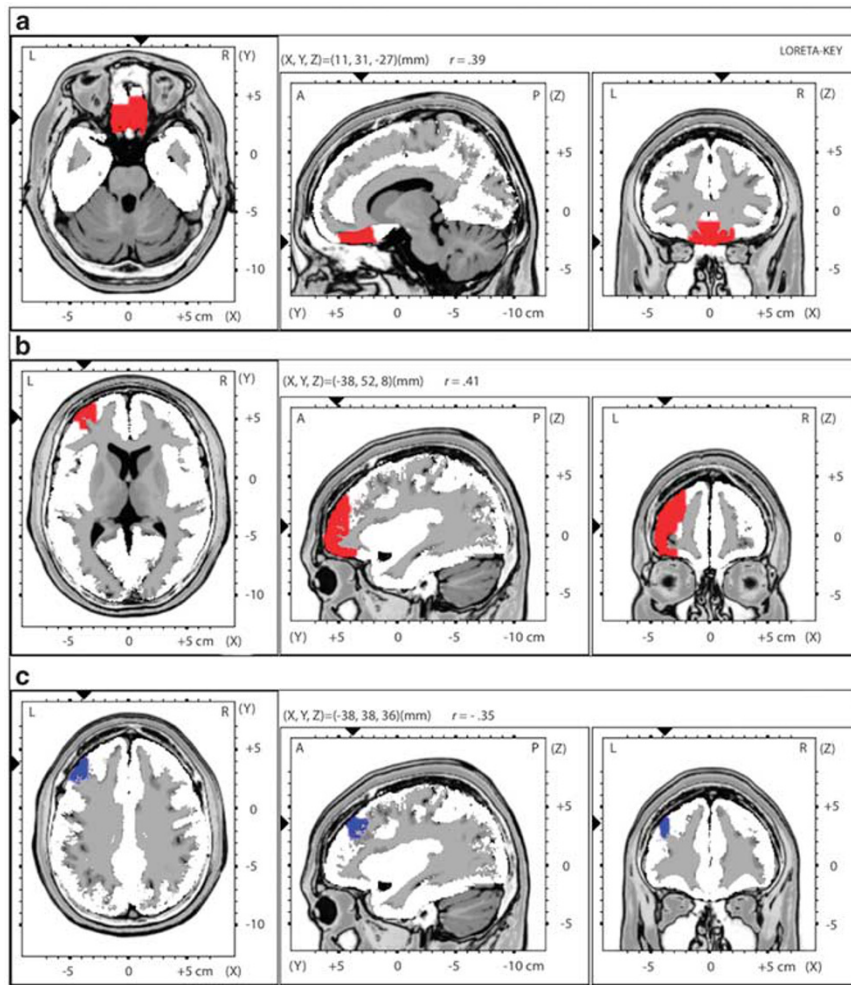 a
(X, Y, Z)=(11, 31, -27)(mm) r = .39 LORETA-KEY
L R (Y)
+5
0
-5
-10
-5 0 +5 cm (X)
A P (Z)
+5
0
-5
(Y) +5 0 -5 -10 cm
L R (Z)
+5
0
-5
-5 0 +5 cm (X)
b
(X, Y, Z)=(-38, 52, 8)(mm) r = .41
L R (Y)
+5
0
-5
-10
-5 0 +5 cm (X)
A P (Z)
+5
0
-5
(Y) +5 0 -5 -10 cm
L R (Z)
+5
0
-5
-5 0 +5 cm (X)
c
(X, Y, Z)=(-38, 38, 36)(mm) r = - .35
L R (Y)
+5
0
-5
-10
-5 0 +5 cm (X)
A P (Z)
+5
0
-5
(Y) +5 0 -5 -10 cm
L R (Z)
+5
0
-5
-5 0 +5 cm (X)